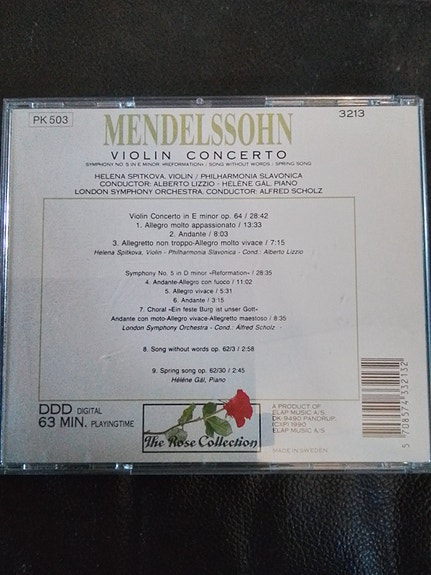 PK 503
3213
MENDELSSOHN
VIOLIN CONCERTO
SYMPHONY NO. 5 IN E MINOR »REFORMATION« · SONG WITHOUT WORDS · SPRING SONG
HELENA SPITKOVA, VIOLIN / PHILHARMONIA SLAVONICA
CONDUCTOR: ALBERTO LIZZIO - HÉLÈNE GÁL, PIANO
LONDON SYMPHONY ORCHESTRA, CONDUCTOR: ALFRED SCHOLZ
Violin Concerto in E minor op. 64 / 28:42
1. Allegro molto appassionato / 13:33
2. Andante / 8:03
3. Allegretto non troppo-Allegro molto vivace / 7:15
Helena Spitkova, Violin - Philharmonia Slavonica - Cond.: Alberto Lizzio
Symphony No. 5 in D minor »Reformation« / 28:35
4. Andante-Allegro con fuoco / 11:02
5. Allegro vivace / 5:31
6. Andante / 3:15
7. Choral »Ein feste Burg ist unser Gott«
Andante con moto-Allegro vivace-Allegretto maestoso / 8:35
London Symphony Orchestra - Cond.: Alfred Scholz -
8. Song without words op. 62/3 / 2:58
9. Spring song op. 62/30 / 2:45
Hélène Gál, Piano
DDD DIGITAL
63 MIN. PLAYINGTIME
The Rose Collection
A PRODUCT OF
ELAP MUSIC A/S.
DK-9490 PANDRUP.
(C)(P) 1990
ELAP MUSIC A/S
MADE IN SWEDEN
5 708574 332132